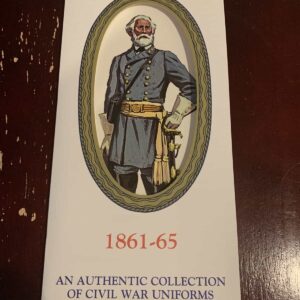 1861-65
AN AUTHENTIC COLLECTION
OF CIVIL WAR UNIFORMS